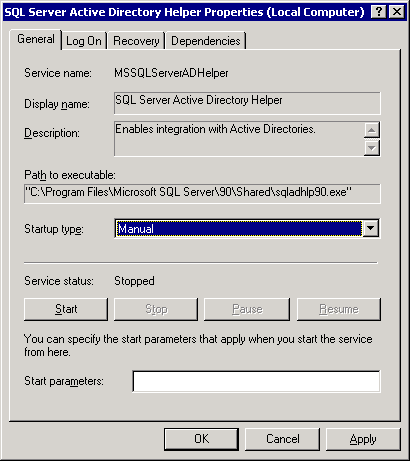 SQL Server Active Directory Helper Properties (Local Computer)
General Log On Recovery Dependencies
Service name: MSSQLServerADHelper
Display name: SQL Server Active Directory Helper
Description: Enables integration with Active Directories.
Path to executable:
"C:\Program Files\Microsoft SQL Server\90\Shared\sqladhlp90.exe"
Startup type: Manual
Service status: Stopped
Start Stop Pause Resume
You can specify the start parameters that apply when you start the service
from here.
Start parameters:
OK Cancel Apply